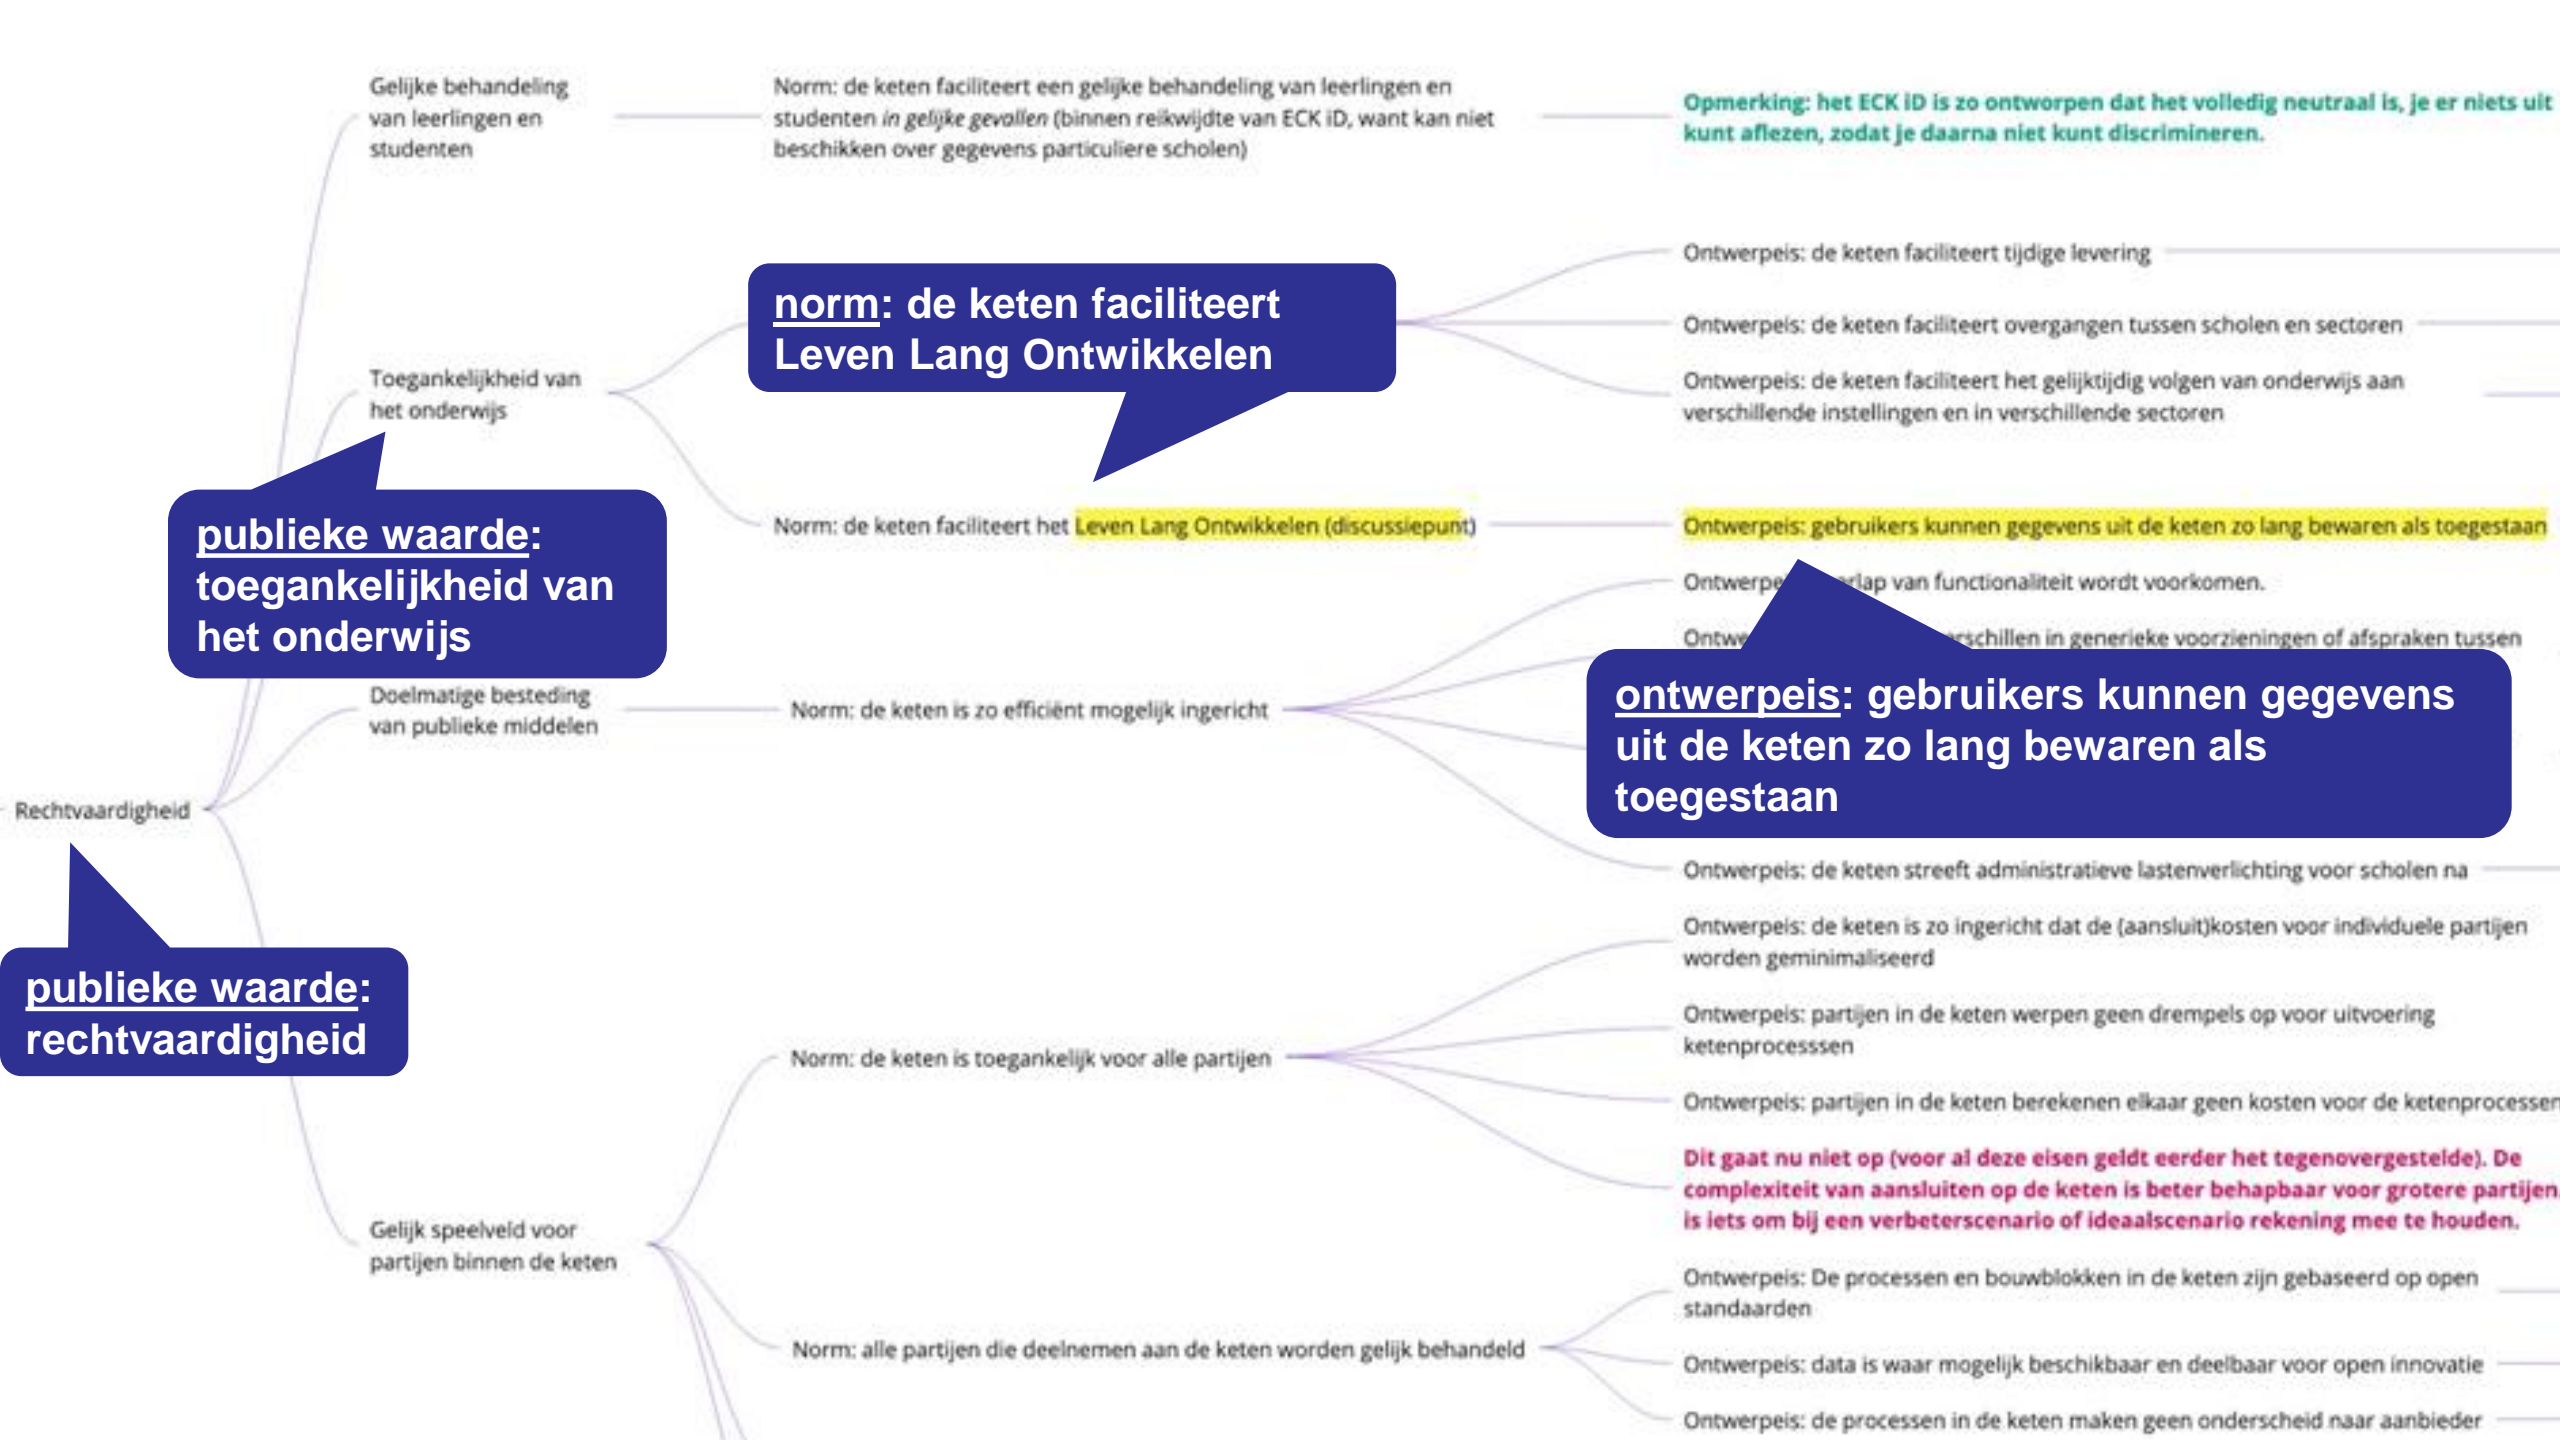 Gelijke behandeling
van leerlingen en
studenten
Norm: de keten faciliteert een gelijke behandeling van leerlingen en
studenten in gelijke gevallen (binnen reikwijdte van ECK iD, want kan niet
beschikken over gegevens particuliere scholen)
Opmerking: het ECK iD is zo ontworpen dat het volledig neutraal is, je er niets uit
kunt aflezen, zodat je daarna niet kunt discrimineren.
Toegankelijkheid van
het onderwijs
norm: de keten faciliteert
Leven Lang Ontwikkelen
Ontwerpeis: de keten faciliteert tijdige levering
Ontwerpeis: de keten faciliteert overgangen tussen scholen en sectoren
Ontwerpeis: de keten faciliteert het gelijktijdig volgen van onderwijs aan
verschillende instellingen en in verschillende sectoren
publieke waarde:
toegankelijkheid van
het onderwijs
Norm: de keten faciliteert het Leven Lang Ontwikkelen (discussiepunt)
Ontwerpeis: gebruikers kunnen gegevens uit de keten zo lang bewaren als toegestaan
van functionaliteit wordt voorkomen.
in generieke voorzieningen of afspraken tussen
ontwerpeis: gebruikers kunnen gegevens
uit de keten zo lang bewaren als
toegestaan
Doelmatige besteding
van publieke middelen
Norm: de keten is zo efficiënt mogelijk ingericht
Ontwerpeis: de keten streeft administratieve lastenverlichting voor scholen na
Rechtvaardigheid
publieke waarde:
rechtvaardigheid
Gelijk speelveld voor
partijen binnen de keten
Norm: de keten is toegankelijk voor alle partijen
Ontwerpeis: de keten is zo ingericht dat de (aansluit)kosten voor individuele partijen
worden geminimaliseerd
Ontwerpeis: partijen in de keten werpen geen drempels op voor uitvoering
ketenprocesssen
Ontwerpeis: partijen in de keten berekenen elkaar geen kosten voor de ketenprocessen
Dit gaat nu niet op (voor al deze eisen geldt eerder het tegenovergestelde). De
complexiteit van aansluiten op de keten is beter behapbaar voor grotere partijen.
is iets om bij een verbeterscenario of ideaalscenario rekening mee te houden.
Norm: alle partijen die deelnemen aan de keten worden gelijk behandeld
Ontwerpeis: De processen en bouwblokken in de keten zijn gebaseerd op open
standaarden
Ontwerpeis: data is waar mogelijk beschikbaar en deelbaar voor open innovatie
Ontwerpeis: de processen in de keten maken geen onderscheid naar aanbieder